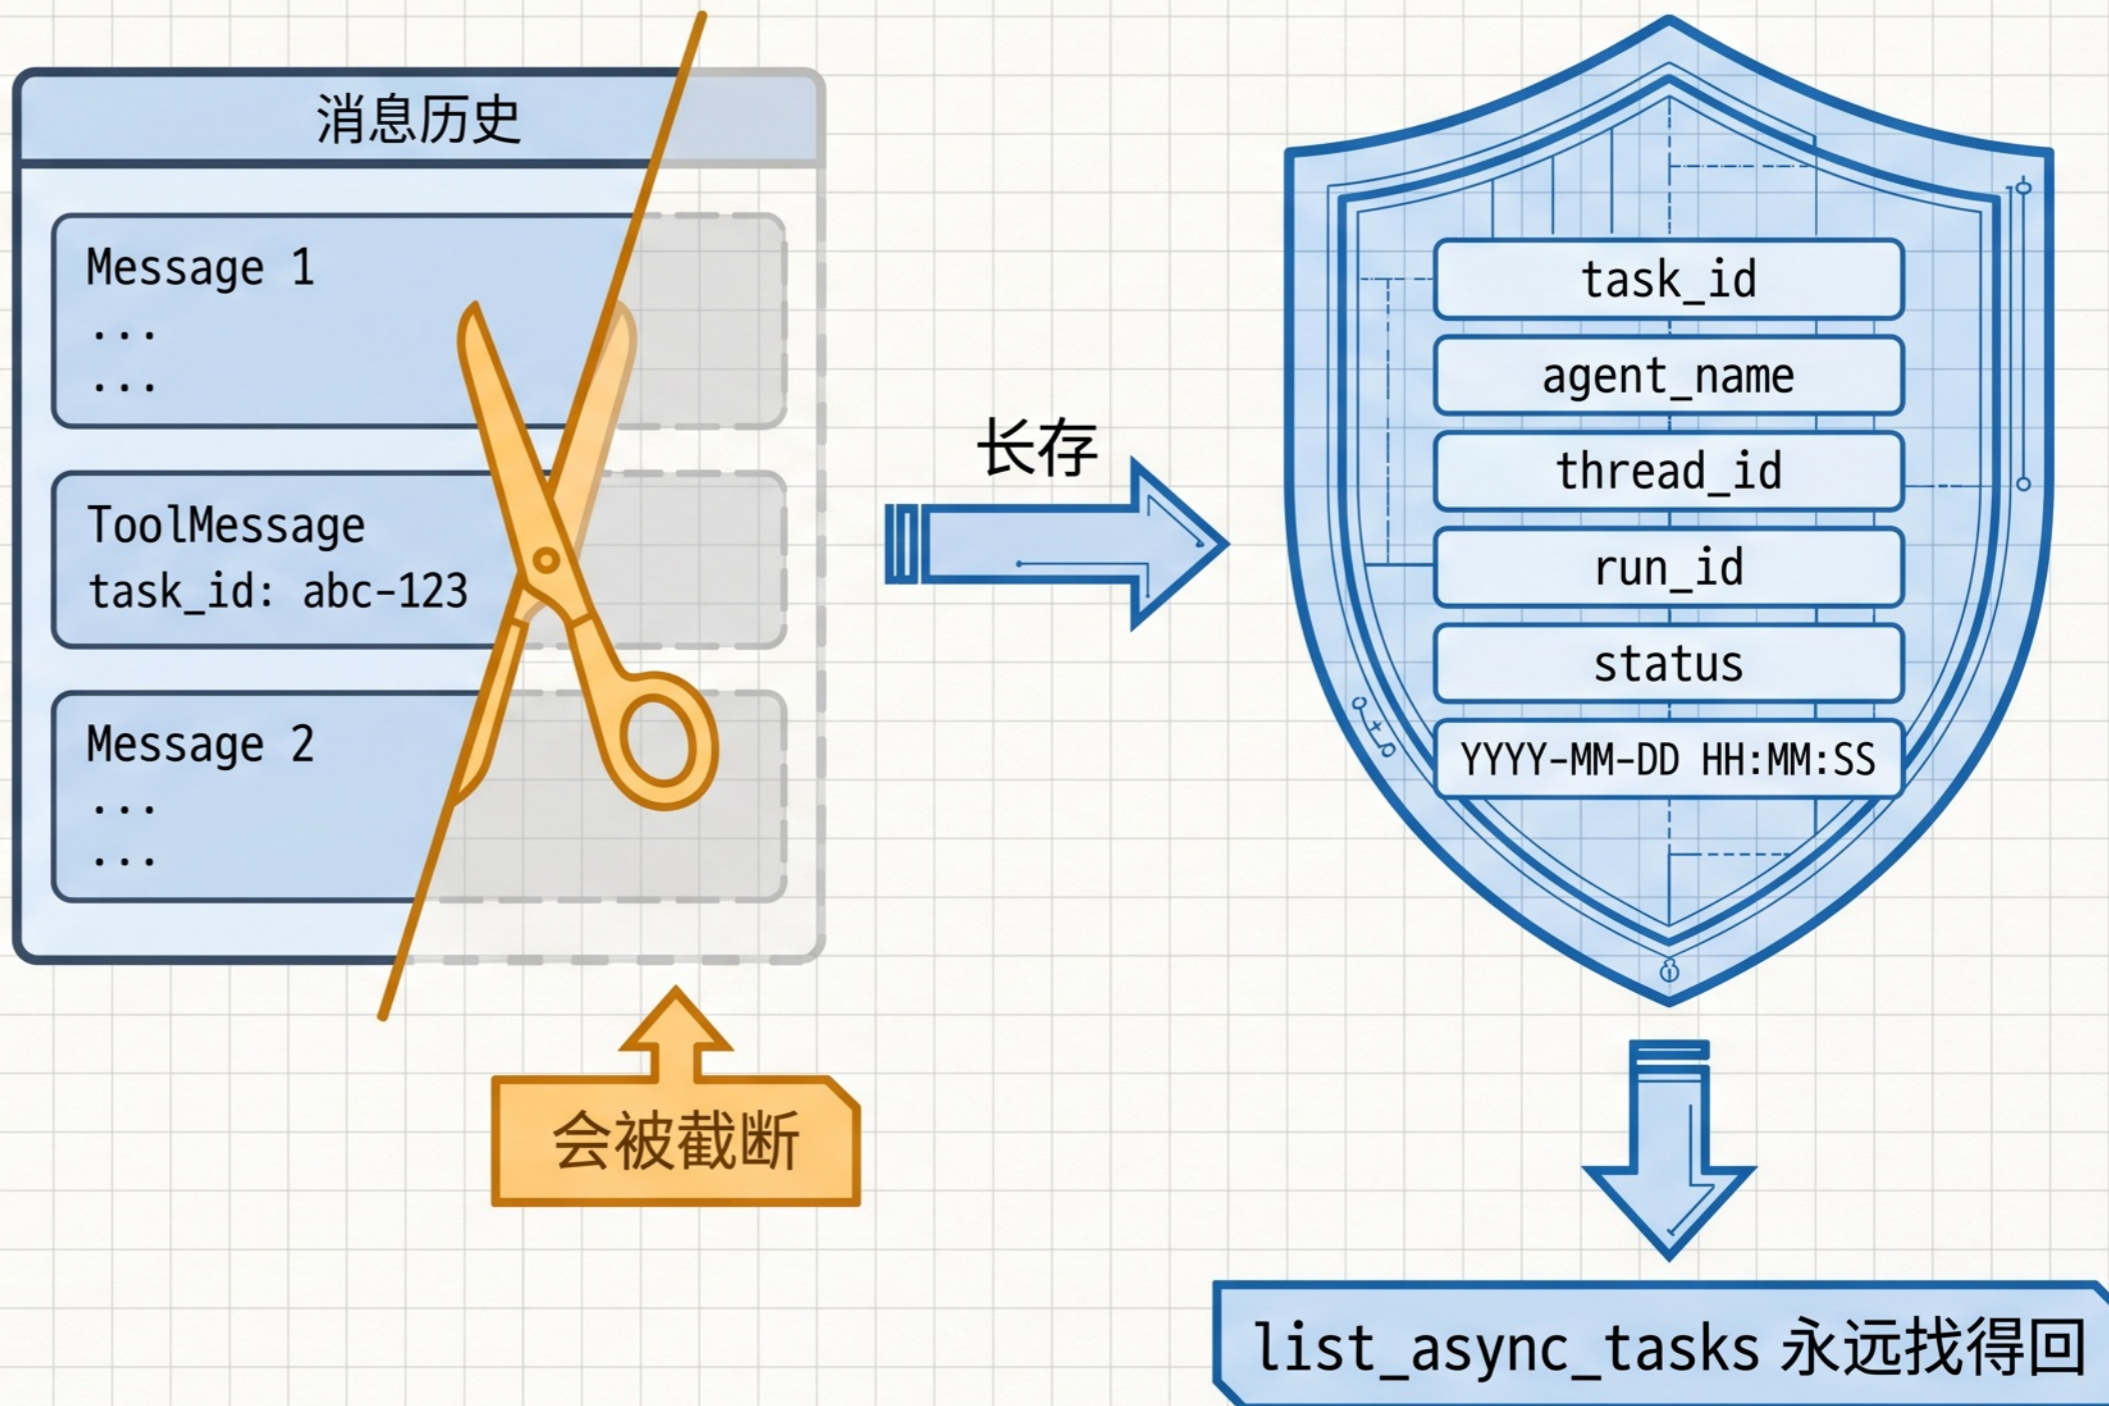 消息历史
Message 1
...
...
ToolMessage
task_id: abc-123
Message 2
...
...
会被截断
长存
task_id
agent_name
thread_id
run_id
status
YYYY-MM-DD HH:MM:SS
list_async_tasks 永远找得回